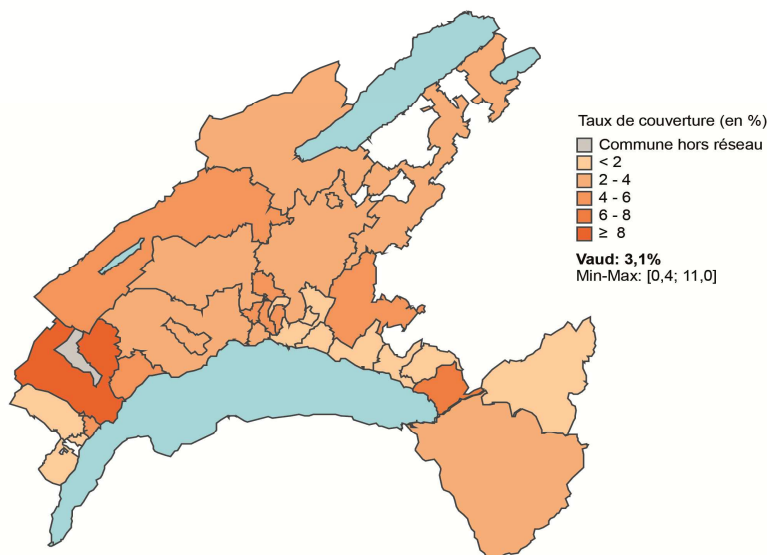 Taux de couverture (en %)
Commune hors réseau
< 2
2 - 4
4 - 6
6 - 8
≥ 8
Vaud: 3,1%
Min-Max: [0,4; 11,0]